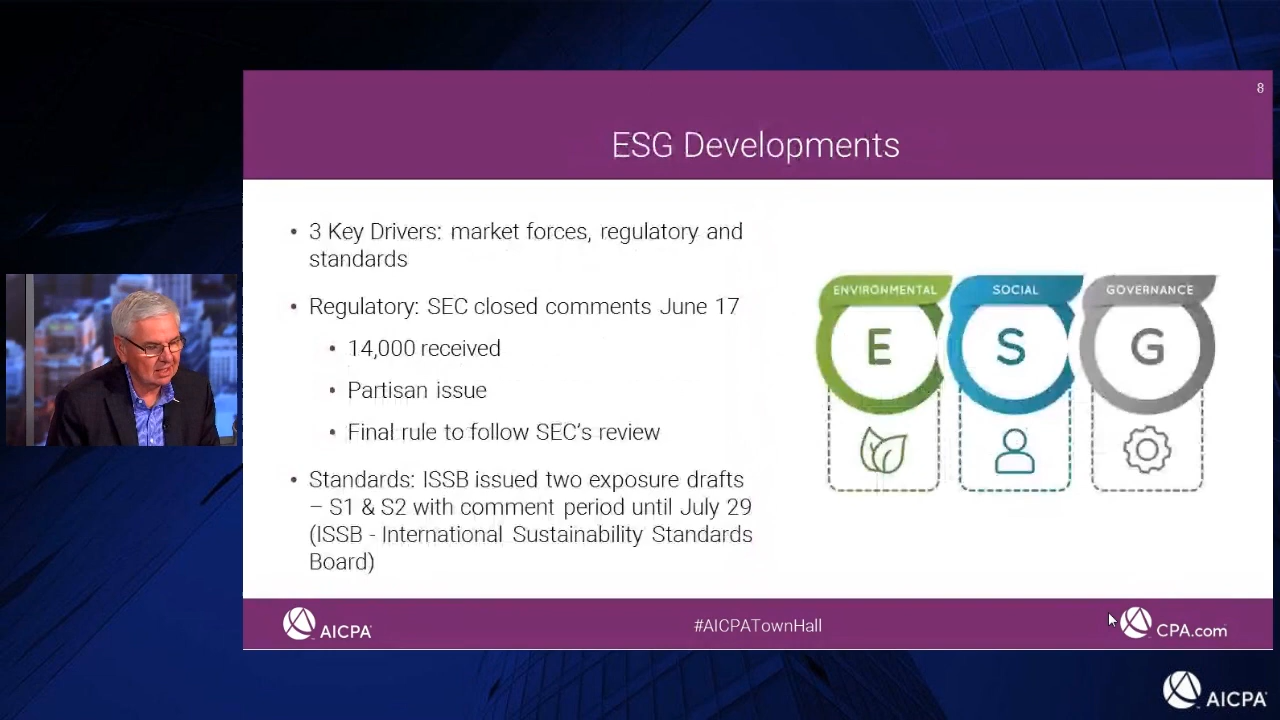 8
ESG Developments
• 3 Key Drivers: market forces, regulatory and
standards
• Regulatory: SEC closed comments June 17
• 14,000 received
• Partisan issue
• Final rule to follow SEC's review
• Standards: ISSB issued two exposure drafts
– S1 & S2 with comment period until July 29
(ISSB - International Sustainability Standards
Board)
ENVIRONMENTAL
SOCIAL
GOVERNANCE
E
S
G
AICPA
#AICPATownHall
CPA.com
AICPA